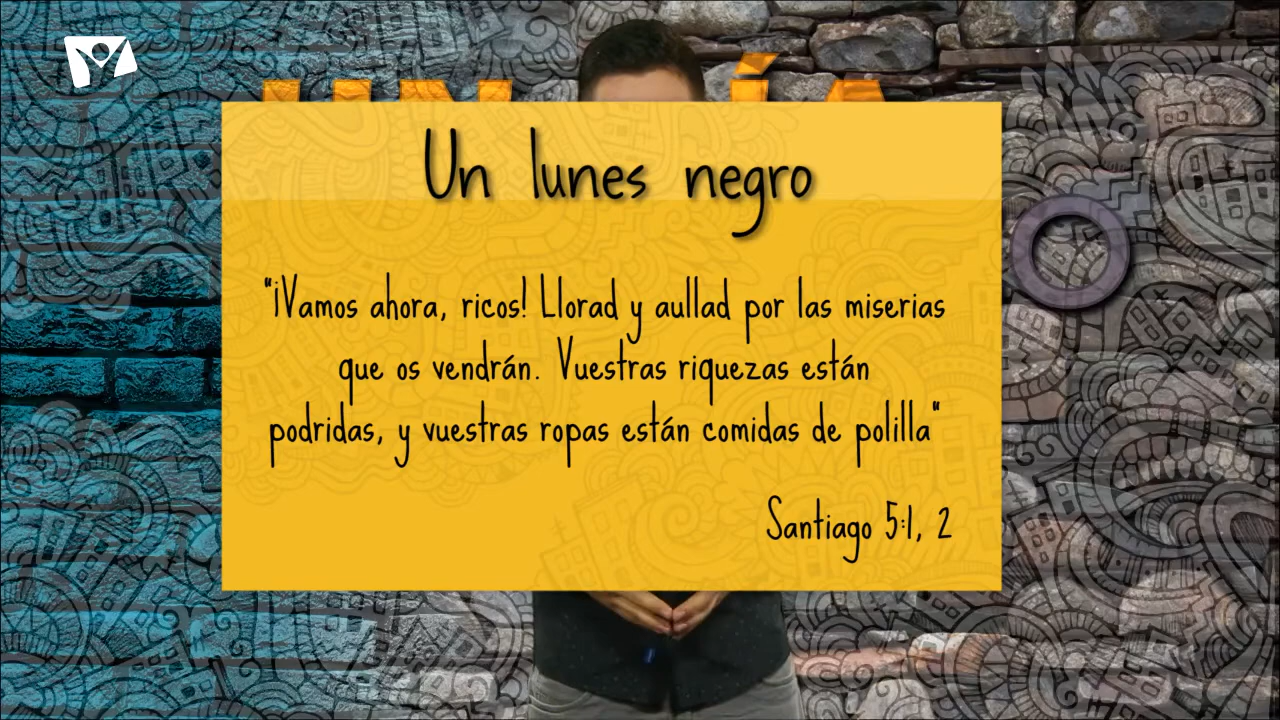 Un lunes negro
"¡Vamos ahora, ricos! Llorad y aullad por las miserias
que os vendrán. Vuestras riquezas están
podridas, y vuestras ropas están comidas de polilla"
Santiago 5:1, 2